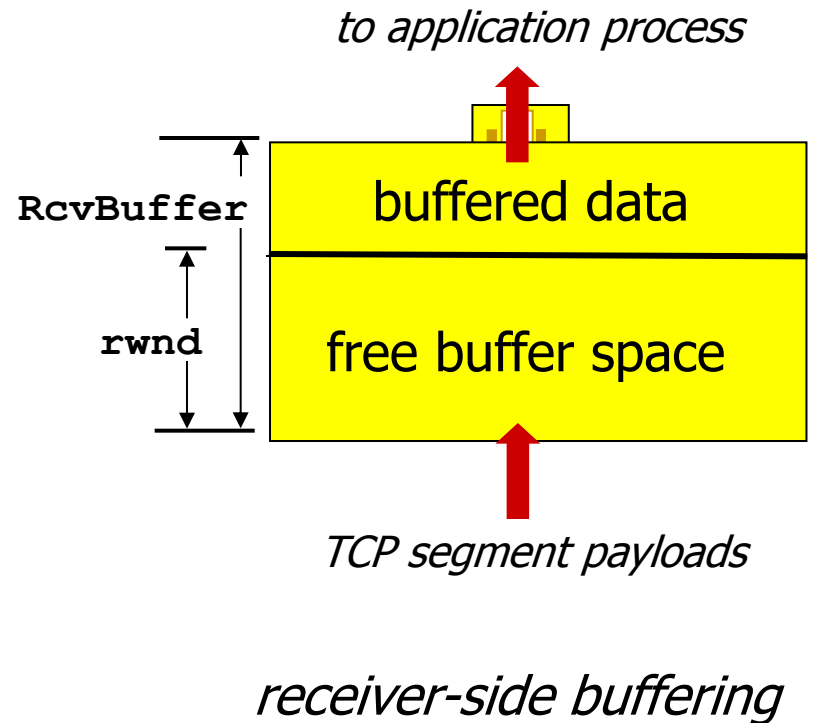 to application process
RcvBuffer
buffered data
rwnd
free buffer space
TCP segment payloads
receiver-side buffering